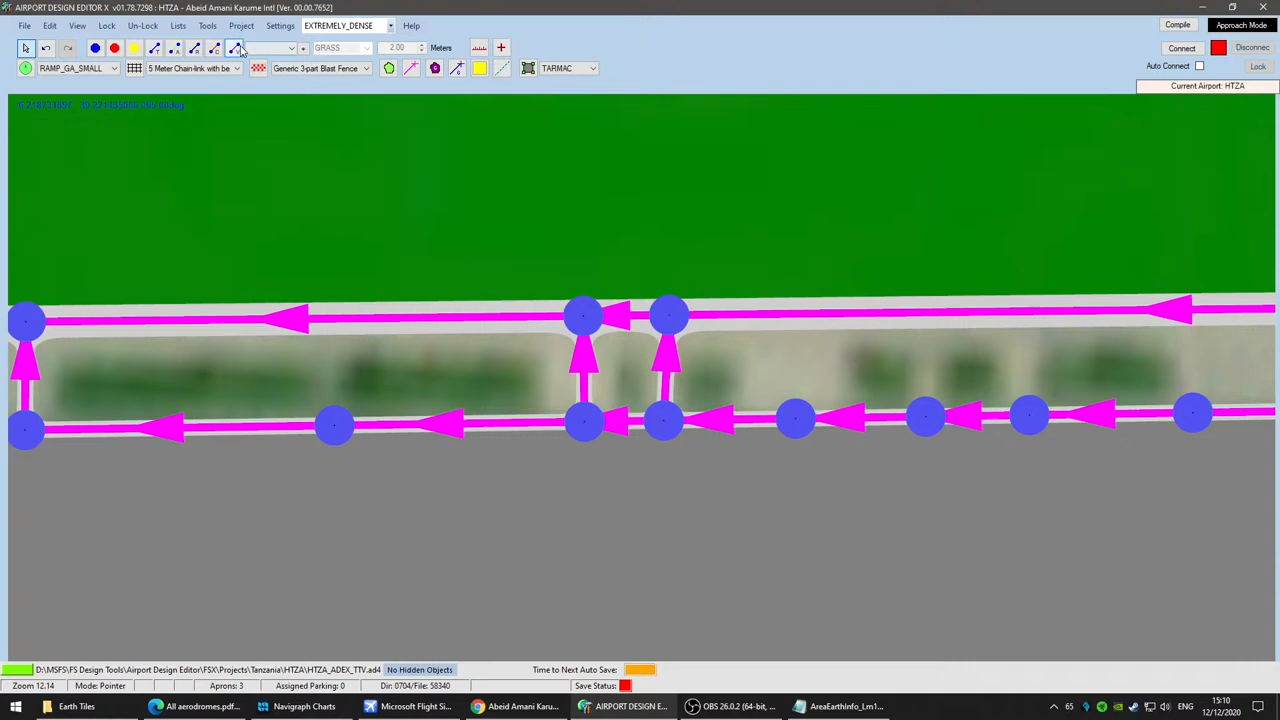 AIRPORT DESIGN EDITOR X v01.78.7298 : HTZA - Abeid Amani Karume Intl [Ver. 00.00.7652]
File Edit View Lock Un-Lock Lists Tools Project Settings EXTREMELY_DENSE Help
Compile Approach Mode
T A R C GRASS 2.00 Meters
Connect Disconnec
RAMP_GA_SMALL 5 Meter Chain-link with be Generic 3-part Blast Fence TARMAC
Auto Connect Lock
Current Airport: HTZA
D:\MSFS\FS Design Tools\Airport Design Editor\FSX\Projects\Tanzania\HTZA\HTZA_ADEX_TTV.ad4 No Hidden Objects Time to Next Auto Save:
Zoom 12.14 Mode: Pointer Aprons: 3 Assigned Parking: 0 Dir: 0704/File: 58340 Save Status:
Earth Tiles All aerodromes.pdf... Navigraph Charts Microsoft Flight Si... Abeid Amani Karu... AIRPORT DESIGN E... OBS 26.0.2 (64-bit, ... AreaEarthInfo_Lm1... 65 ENG 15:10
12/12/2020